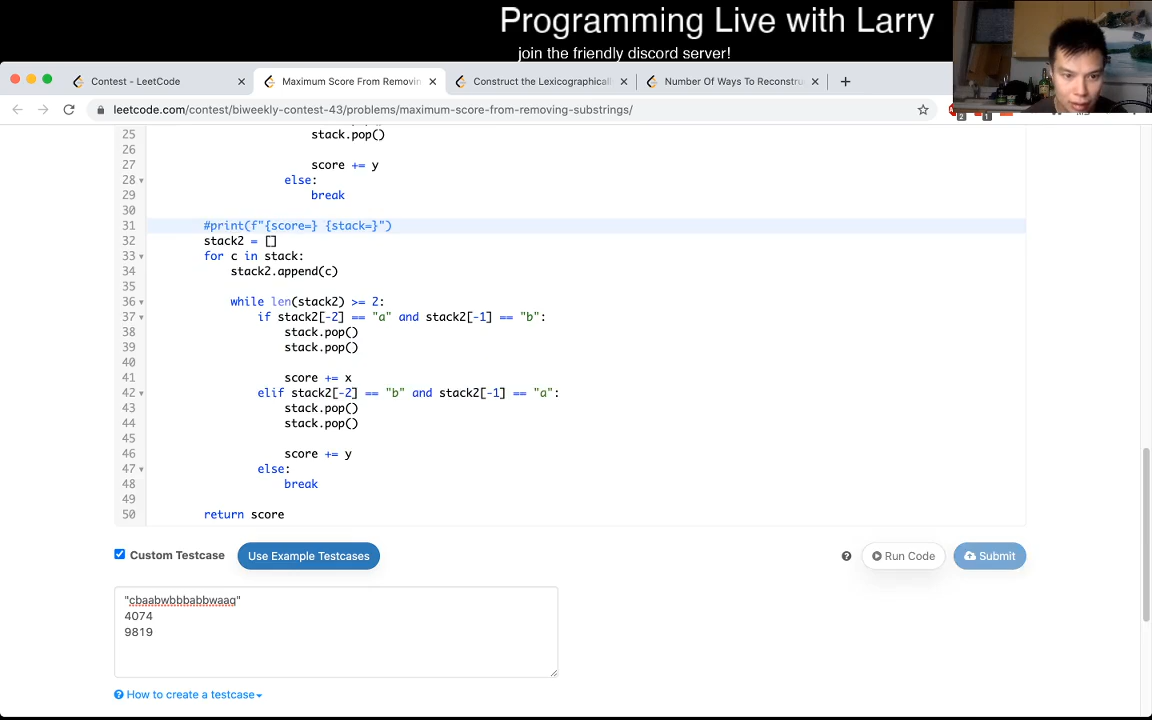 Programming Live with Larry
join the friendly discord server!
Contest - LeetCode
Maximum Score From Removin
Construct the Lexicographical
Number Of Ways To Reconstru
leetcode.com/contest/biweekly-contest-43/problems/maximum-score-from-removing-substrings/
2
1
25 stack.pop()
26
27 score += y
28 else:
29 break
30
31 #print(f"{score=} {stack=}")
32 stack2 = []
33 for c in stack:
34 stack2.append(c)
35
36 while len(stack2) >= 2:
37 if stack2[-2] == "a" and stack2[-1] == "b":
38 stack.pop()
39 stack.pop()
40
41 score += x
42 elif stack2[-2] == "b" and stack2[-1] == "a":
43 stack.pop()
44 stack.pop()
45
46 score += y
47 else:
48 break
49
50 return score
Custom Testcase
Use Example Testcases
Run Code
Submit
"cbaabwbbbabbwaaq"
4074
9819
How to create a testcase